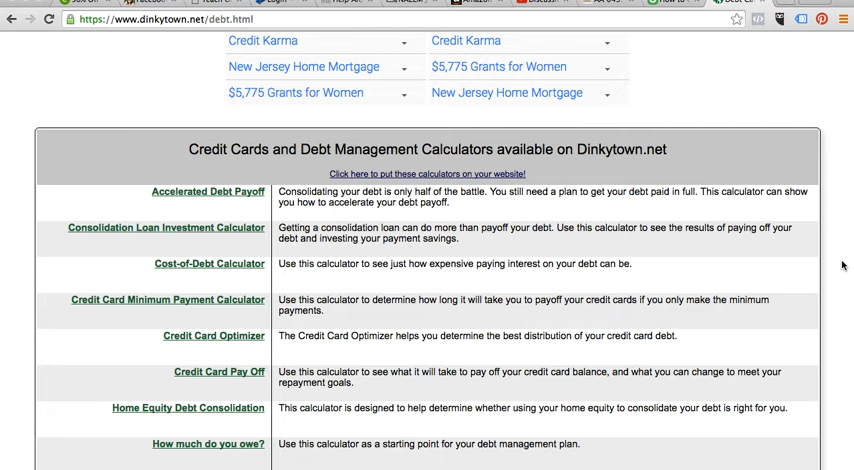 https://www.dinkytown.net/debt.html
Credit Karma
Credit Karma
New Jersey Home Mortgage
$5,775 Grants for Women
$5,775 Grants for Women
New Jersey Home Mortgage
Credit Cards and Debt Management Calculators available on Dinkytown.net
Click here to put these calculators on your website!
Accelerated Debt Payoff
Consolidating your debt is only half of the battle. You still need a plan to get your debt paid in full. This calculator can show
you how to accelerate your debt payoff.
Consolidation Loan Investment Calculator
Getting a consolidation loan can do more than payoff your debt. Use this calculator to see the results of paying off your
debt and investing your payment savings.
Cost-of-Debt Calculator
Use this calculator to see just how expensive paying interest on your debt can be.
Credit Card Minimum Payment Calculator
Use this calculator to determine how long it will take you to payoff your credit cards if you only make the minimum
payments.
Credit Card Optimizer
The Credit Card Optimizer helps you determine the best distribution of your credit card debt.
Credit Card Pay Off
Use this calculator to see what it will take to pay off your credit card balance, and what you can change to meet your
repayment goals.
Home Equity Debt Consolidation
This calculator is designed to help determine whether using your home equity to consolidate your debt is right for you.
How much do you owe?
Use this calculator as a starting point for your debt management plan.